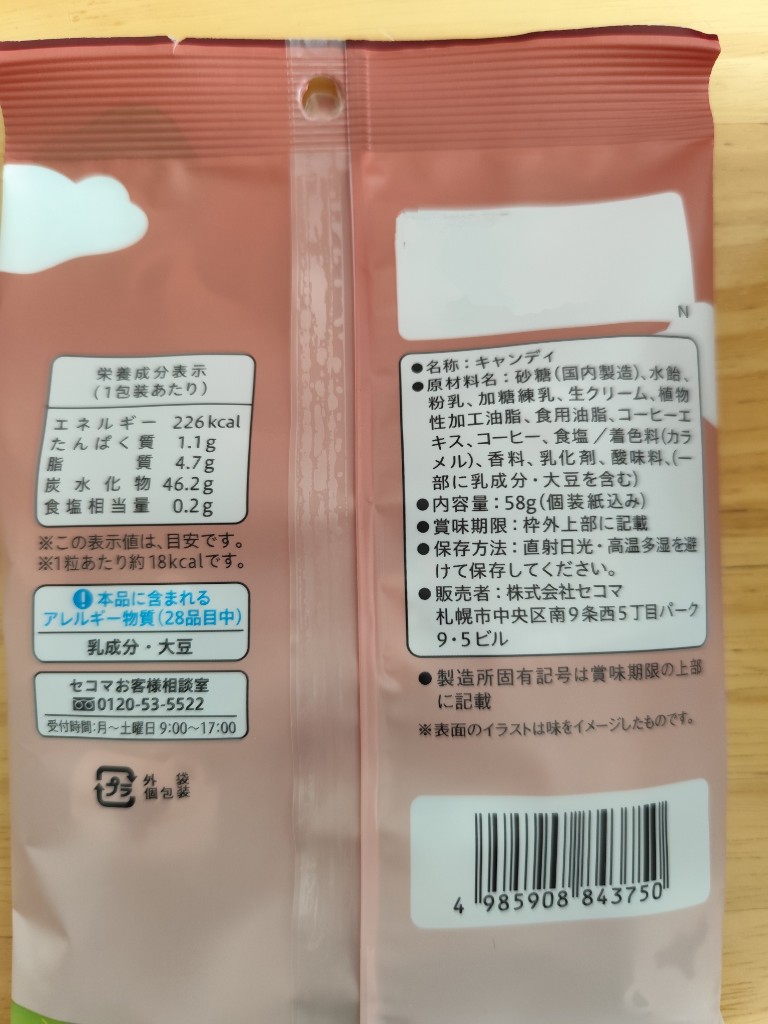 栄養成分表示
(1包装あたり)
エネルギー 226kcal
たんぱく質 1.1g
脂質 4.7g
炭水化物 46.2g
食塩相当量 0.2g
※この表示値は、目安です。
※1粒あたり約18kcalです。
!本品に含まれる
アレルギー物質(28品目中)
乳成分・大豆
セコマお客様相談室
0120-53-5522
受付時間:月～土曜日 9:00～17:00
プラ
外袋
個包装
N
●名称:キャンディ
●原材料名:砂糖(国内製造)、水飴、
粉乳、加糖練乳、生クリーム、植物
性加工油脂、食用油脂、コーヒーエ
キス、コーヒー、食塩/着色料(カラ
メル)、香料、乳化剤、酸味料、(一
部に乳成分・大豆を含む)
●内容量:58g(個装紙込み)
●賞味期限:枠外上部に記載
●保存方法:直射日光・高温多湿を避
けて保存してください。
●販売者:株式会社セコマ
札幌市中央区南9条西5丁目パーク
9・5ビル
●製造所固有記号は賞味期限の上部
に記載
※表面のイラストは味をイメージしたものです。
4 985908 843750